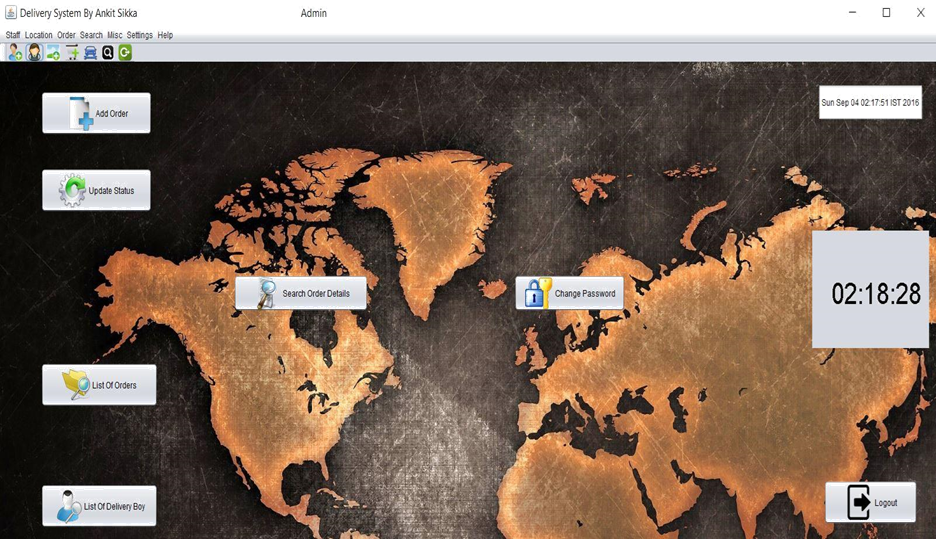 Delivery System By Ankit Sikka
Admin
Staff Location Order Search Misc Settings Help
Add Order
Sun Sep 04 02:17:51 IST 2016
Update Status
Search Order Details
Change Password
02:18:28
List Of Orders
List Of Delivery Boy
Logout